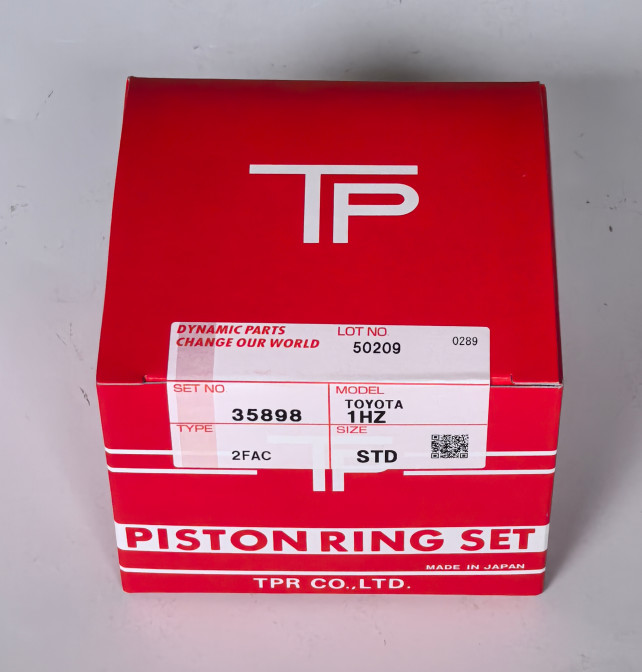 TP
DYNAMIC PARTS
CHANGE OUR WORLD
LOT NO
50209
0289
SET NO
35898
MODEL
TOYOTA
1HZ
TYPE
2FAC
SIZE
STD
TP
PISTON RING SET
MADE IN JAPAN
TPR CO.,LTD.